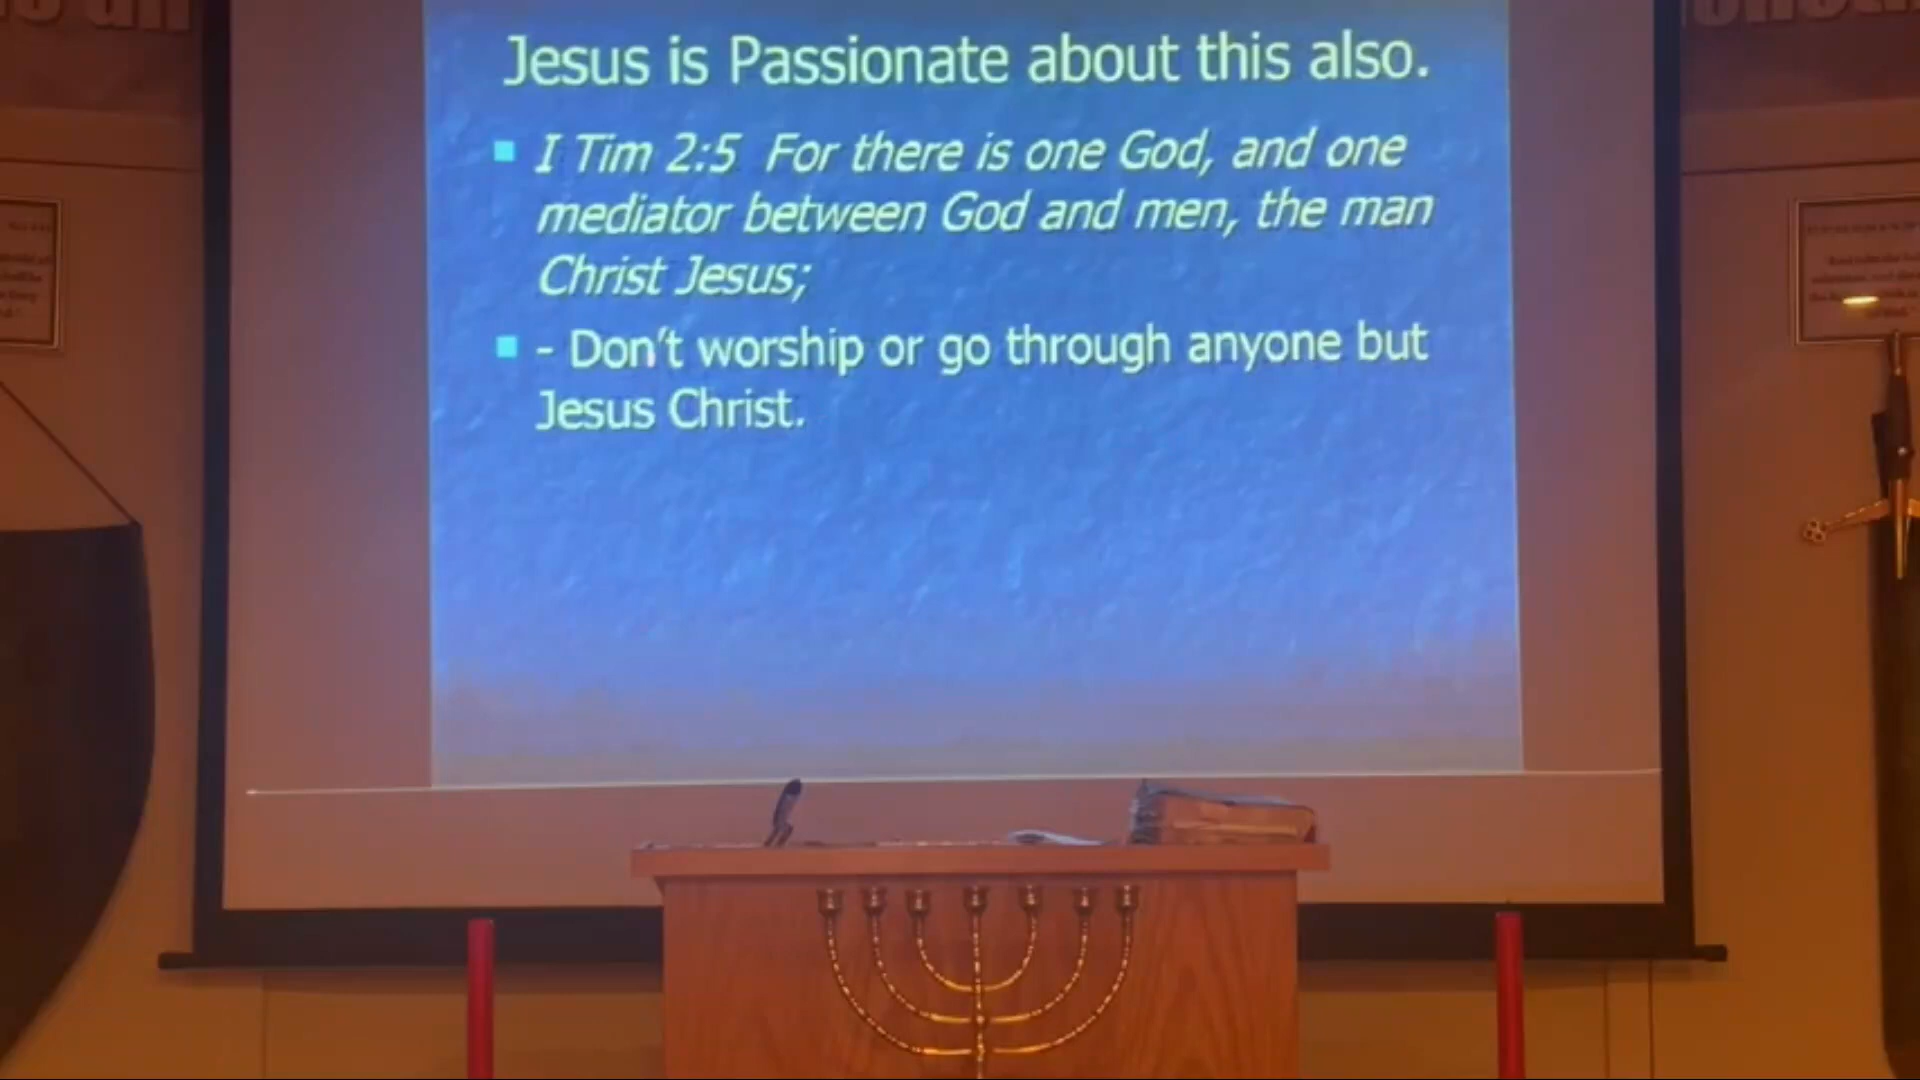 Jesus is Passionate about this also.
I Tim 2:5 For there is one God, and one
mediator between God and men, the man
Christ Jesus;
- Don't worship or go through anyone but
Jesus Christ.